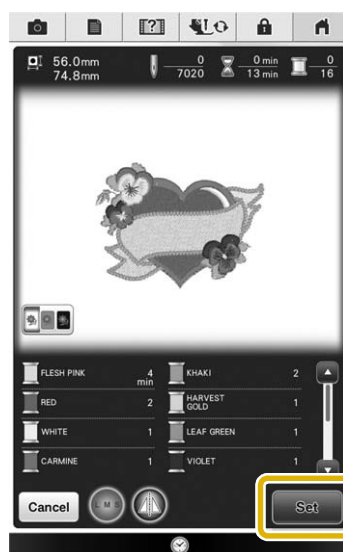 56.0mm
74.8mm
0
7020
0 min
13 min
0
16
FLESH PINK 4 min
KHAKI 2
RED 2
HARVEST GOLD 1
WHITE 1
LEAF GREEN 1
CARMINE 1
VIOLET 1
Cancel
L M S
Set